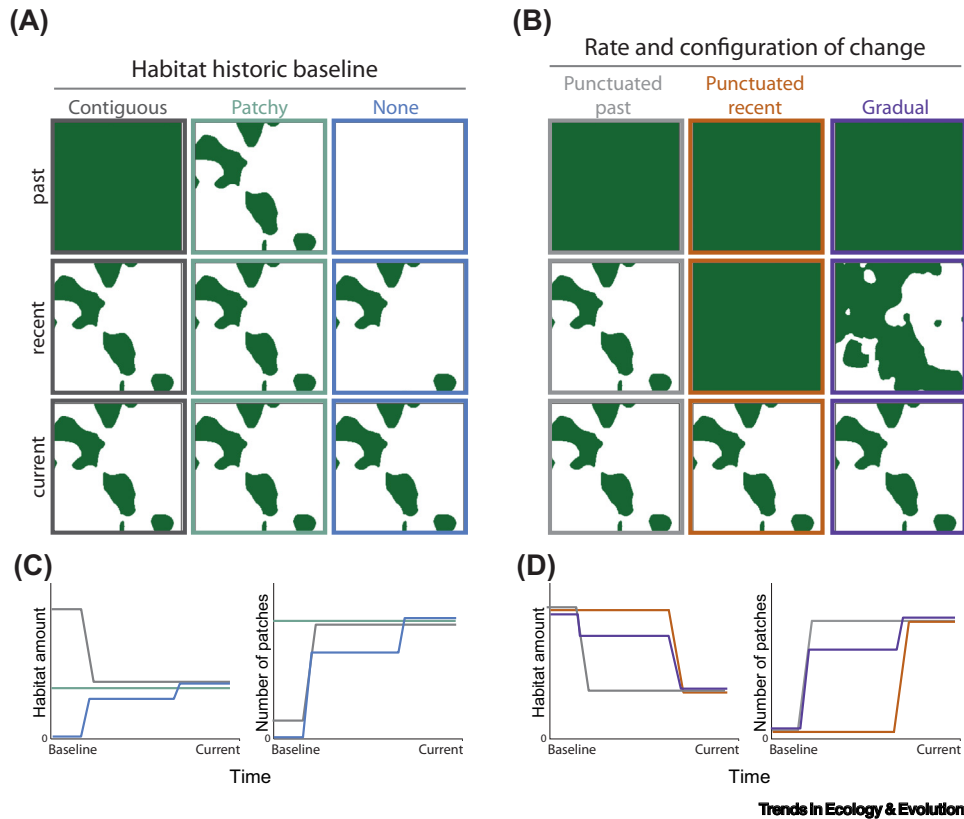 (A)
Habitat historic baseline
Contiguous Patchy None
past
recent
current
(B)
Rate and configuration of change
Punctuated
past
Punctuated
recent
Gradual
(C)
Habitat amount
0
Baseline Current
Number of patches
0
Baseline Current
Time
(D)
Habitat amount
0
Baseline Current
Number of patches
0
Baseline Current
Time
Trends in Ecology & Evolution